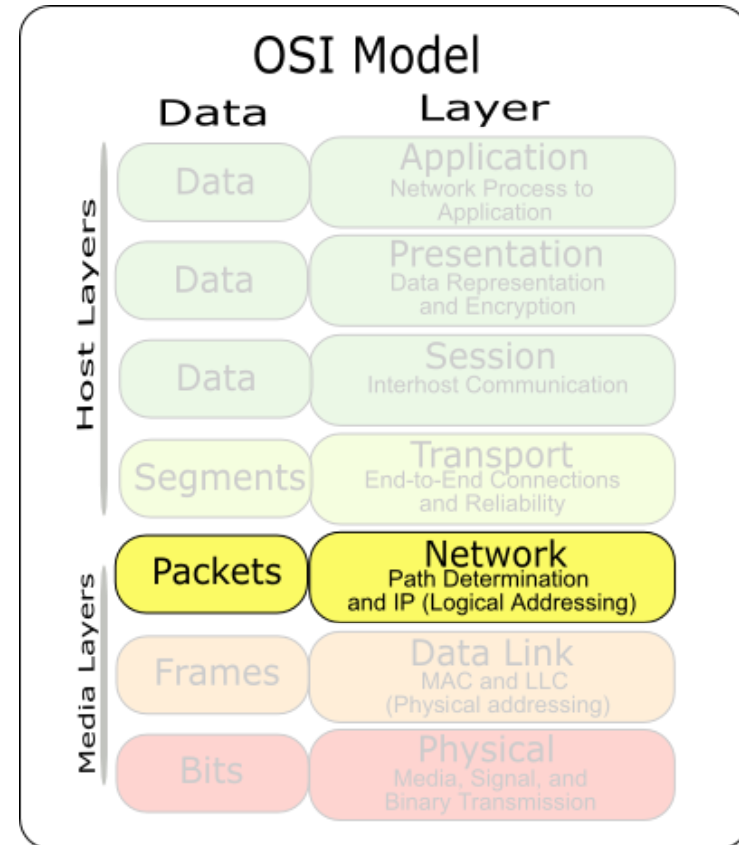 OSI Model
Data Layer
Host Layers
Data
Application
Network Process to
Application
Data
Presentation
Data Representation
and Encryption
Data
Session
Interhost Communication
Segments
Transport
End-to-End Connections
and Reliability
Media Layers
Packets
Network
Path Determination
and IP (Logical Addressing)
Frames
Data Link
MAC and LLC
(Physical addressing)
Bits
Physical
Media, Signal, and
Binary Transmission